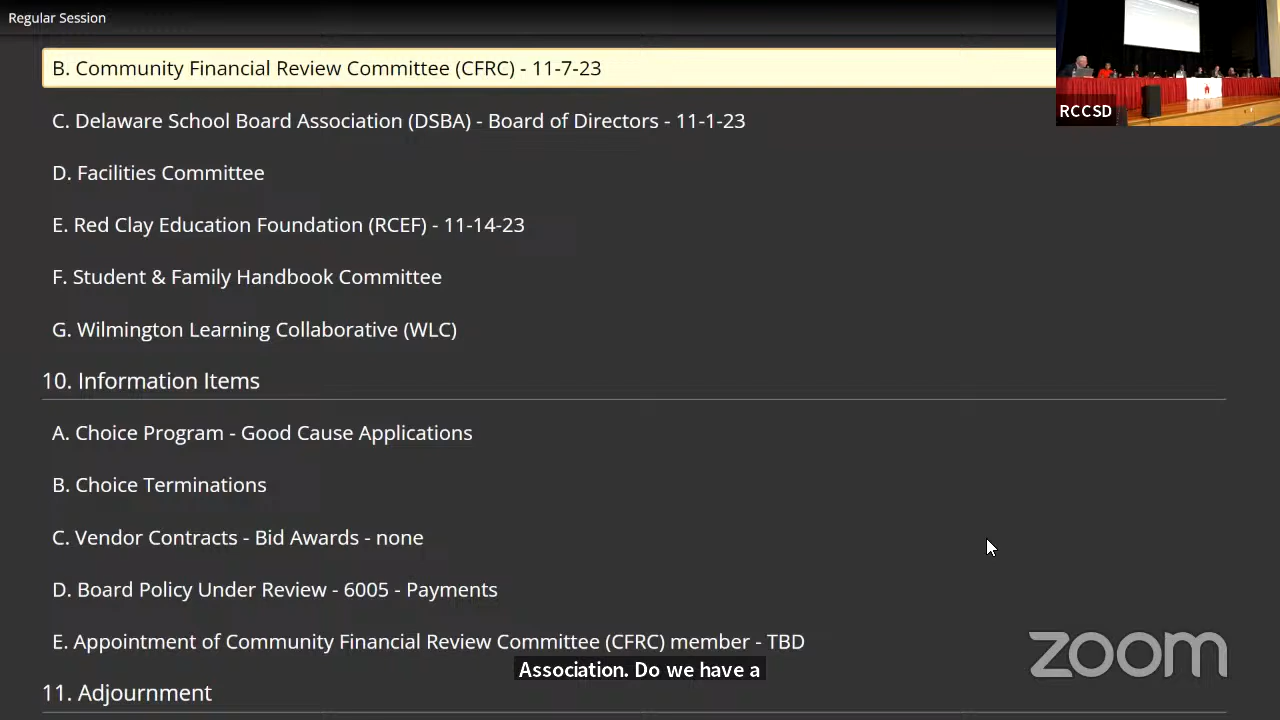 Regular Session
B. Community Financial Review Committee (CFRC) - 11-7-23
RCCSD
C. Delaware School Board Association (DSBA) - Board of Directors - 11-1-23
D. Facilities Committee
E. Red Clay Education Foundation (RCEF) - 11-14-23
F. Student & Family Handbook Committee
G. Wilmington Learning Collaborative (WLC)
10. Information Items
A. Choice Program - Good Cause Applications
B. Choice Terminations
C. Vendor Contracts - Bid Awards - none
D. Board Policy Under Review - 6005 - Payments
E. Appointment of Community Financial Review Committee (CFRC) member - TBD
zoom
Association. Do we have a
11. Adjournment